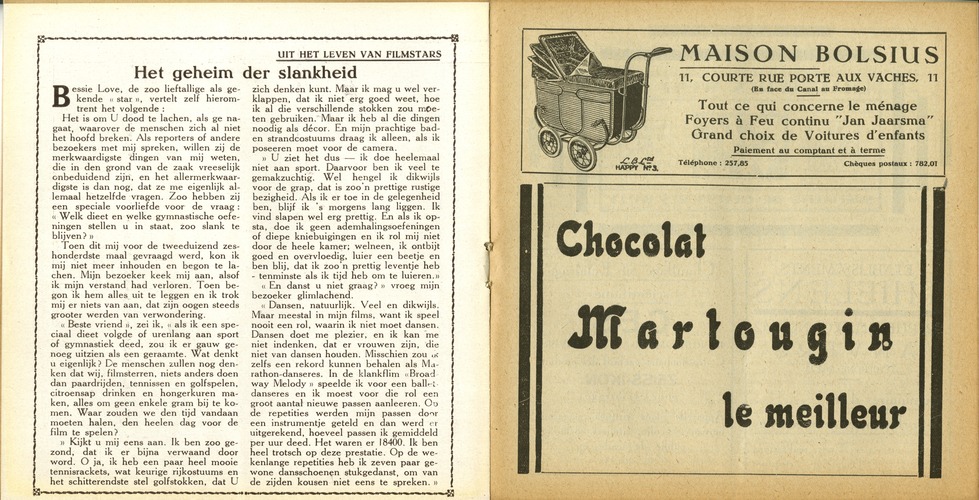 UIT HET LEVEN VAN FILMSTARS
Het geheim der slankheid
Bessie Love, de zoo lieftallige als ge-
kende « star », vertelt zelf hierom-
trent het volgende :
Het is om U dood te lachen, als ge na-
gaat, waarover de menschen zich al niet
het hoofd breken. Als reporters of andere
bezoekers met mij spreken, willen zij de
merkwaardigste dingen van mij weten,
die in den grond van de zaak vreeselijk
onbeduidend zijn, en het allermerkwaar-
digste is dan nog, dat ze me eigenlijk al-
lemaal hetzelfde vragen. Zoo hebben zij
een speciale voorliefde voor de vraag :
« Welk dieet en welke gymnastische oefe-
ningen stellen u in staat, zoo slank te
blijven? »
Toen dit mij voor de tweeduizend zes-
honderdste maal gevraagd werd, kon ik
mij niet meer inhouden en begon te la-
chen. Mijn bezoeker keek mij aan, alsof
ik mijn verstand had verloren. Toen be-
gon ik hem alles uit te leggen en ik trok
mij er niets van aan, dat zijn oogen steeds
grooter werden van verwondering.
« Beste vriend », zei ik, « als ik een spe-
ciaal dieet volgde of urenlang aan sport
of gymnastiek deed, zou ik er gauw ge-
noeg uitzien als een geraamte. Wat denkt
u eigenlijk? De menschen zullen nog den-
ken dat wij, filmsterren, niets anders doen
dan paardrijden, tennissen en golfspelen,
citroensap drinken en hongerkuren ma-
ken, alles om geen enkele gram bij te ko-
men. Waar zouden we den tijd vandaan
moeten halen, den heelen dag voor de
film te spelen?
» Kijkt u mij eens aan. Ik ben zoo ge-
zond, dat ik er bijna verwaand door
word. O ja, ik heb een paar heel mooie
tennisrackets, wat keurige rijkostuums en
het schitterendste stel golfstokken, dat U
zich denken kunt. Maar ik mag u wel ver-
klappen, dat ik niet erg goed weet, hoe
ik al die verschillende stokken zou moe-
ten gebruiken. Maar ik heb al die dingen
noodig als décor. En mijn prachtige bad-
en strandcostuums draag ik alleen, als ik
poseeren moet voor de camera.
» U ziet het dus — ik doe heelemaal
niet aan sport. Daarvoor ben ik veel te
gemakzuchtig. Wel hengel ik dikwijls
voor de grap, dat is zoo'n prettige rustige
bezigheid. Als ik er toe in de gelegenheid
ben, blijf ik 's morgens lang liggen. Ik
vind slapen wel erg prettig. En als ik op-
sta, doe ik geen ademhalingsoefeningen
of diepe kniebuigingen en ik rol mij niet
door de heele kamer; welneen, ik ontbijt
goed en overvloedig, luier een beetje en
ben blij, dat ik zoo'n prettig leventje heb
- tenminste als ik tijd heb om te luieren.»
« En danst u niet graag? » vroeg mijn
bezoeker glimlachend.
« Dansen, natuurlijk. Veel en dikwijls.
Maar meestal in mijn films, want ik speel
nooit een rol, waarin ik niet moet dansen.
Dansen doet me plezier, en ik kan me
niet indenken, dat er vrouwen zijn, die
niet van dansen houden. Misschien zou ik
zelfs een rekord kunnen behalen als Ma-
rathon-danseres. In de klankfilm «Broad
way Melody » speelde ik voor een ballet-
danseres en ik moest voor die rol een
groot aantal nieuwe passen aanleeren. Op
de repetities werden mijn passen door
een instrumentje geteld en dan werd er
uitgerekend, hoeveel passen ik gemiddeld
per uur deed. Het waren er 18400. Ik ben
heel trotsch op deze prestatie. Op de we-
kenlange repetities heb ik zeven paar ge-
wone dansschoenen stukgedanst, om van
de zijden kousen niet eens te spreken. »
L.B. Ltd
HAPPY No 3.
MAISON BOLSIUS
11, COURTE RUE PORTE AUX VACHES, 11
(En face du Canal au Fromage)
Tout ce qui concerne le ménage
Foyers à Feu continu "Jan Jaarsma"
Grand choix de Voitures d'enfants
Paiement au comptant et à terme
Téléphone : 257,85 Chèques postaux : 782,01
Chocolat
Martougin
le meilleur